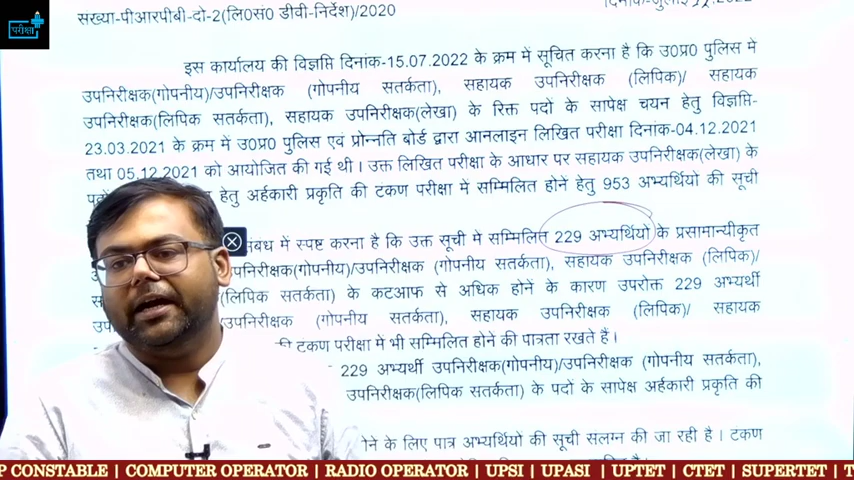 परीक्षा
सख्या-पीआरपीबी-दो-2(लि0सं0 डीवी-निर्देश)/2020
इस कार्यालय की विज्ञप्ति दिनांक-15.07.2022 के क्रम में सूचित करना है कि उ0प्र0 पुलिस में
उपनिरीक्षक(गोपनीय)/उपनिरीक्षक (गोपनीय सतर्कता), सहायक उपनिरीक्षक (लिपिक)/ सहायक
उपनिरीक्षक(लिपिक सतर्कता), सहायक उपनिरीक्षक(लेखा) के रिक्त पदों के सापेक्ष चयन हेतु विज्ञप्ति-
23.03.2021 के क्रम में उ0प्र0 पुलिस एवं प्रोन्नति बोर्ड द्वारा आनलाइन लिखित परीक्षा दिनांक-04.12.2021
तथा 05.12.2021 को आयोजित की गई थी। उक्त लिखित परीक्षा के आधार पर सहायक उपनिरीक्षक(लेखा) के
हेतु अर्हकारी प्रकृति की टकण परीक्षा में सम्मिलित होनें हेतु 953 अभ्यर्थियो की सूची
में स्पष्ट करना है कि उक्त सूची मे सम्मिलित 229 अभ्यर्थियो के प्रसामान्यीकृत
उपनिरीक्षक(गोपनीय)/उपनिरीक्षक (गोपनीय सतर्कता), सहायक उपनिरीक्षक (लिपिक)/
(लिपिक सतर्कता) के कटआफ से अधिक होनें के कारण उपरोक्त 229 अभ्यर्थी
उपनिरीक्षक (गोपनीय सतर्कता), सहायक उपनिरीक्षक (लिपिक)/ सहायक
टकण परीक्षा में भी सम्मिलित होने की पात्रता रखते हैं।
229 अभ्यर्थी उपनिरीक्षक(गोपनीय)/उपनिरीक्षक (गोपनीय सतर्कता),
उपनिरीक्षक(लिपिक सतर्कता) के पदों के सापेक्ष अर्हकारी प्रकृति की
के लिए पात्र अभ्यर्थियों की सूची संलग्न की जा रही है। टकण
P CONSTABLE | COMPUTER OPERATOR | RADIO OPERATOR | UPSI | UPASI | UPTET | CTET | SUPERTET | T